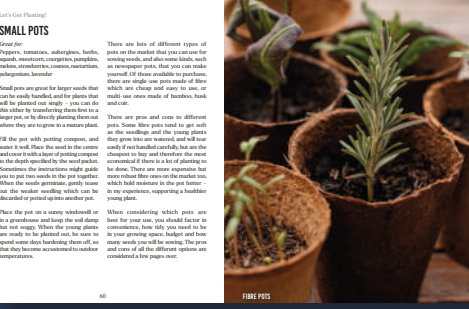 Let's Get Planting!
SMALL POTS
Great for:
Peppers, tomatoes, aubergines, herbs,
squash, sweetcorn, courgettes, pumpkins,
melons, strawberries, cosmos, nasturtium,
pelargonium, lavender
Small pots are great for larger seeds that
can be easily handled, and for plants that
will be planted out singly – you can do
this either by transferring them first to a
larger pot, or by directly planting them out
where they are to grow to a mature plant.
Fill the pot with potting compost, and
water it well. Place the seed in the centre
and cover it with a layer of potting compost
to the depth specified by the seed packet.
Sometimes the instructions might guide
you to put two seeds in the pot together.
When the seeds germinate, gently tease
out the weaker seedling which can be
discarded or potted up into another pot.
Place the pot on a sunny windowsill or
in a greenhouse and keep the soil damp
but not soggy. When the young plants
are ready to be planted out, be sure to
spend some days hardening them off, so
that they become accustomed to outdoor
temperatures.
There are lots of different types of
pots on the market that you can use for
sowing seeds, and also some kinds, such
as newspaper pots, that you can make
yourself. Of those available to purchase,
there are single-use pots made of fibre
which are cheap and easy to use, or
multi-use ones made of bamboo, husk
and coir.
There are pros and cons to different
pots. Some fibre pots tend to get soft
as the seedlings and the young plants
they grow into are watered, and will tear
easily if not handled carefully, but are the
cheapest to buy and therefore the most
economical if there is a lot of planting to
be done. There are more expensive but
more robust fibre ones on the market too,
which hold moisture in the pot better –
in my experience, supporting a healthier
young plant.
When considering which pots are
best for your use, you should factor in
convenience, how tidy you need to be
in your growing space, budget and how
many seeds you will be sowing. The pros
and cons of all the different options are
considered a few pages over.
60
FIBRE POTS